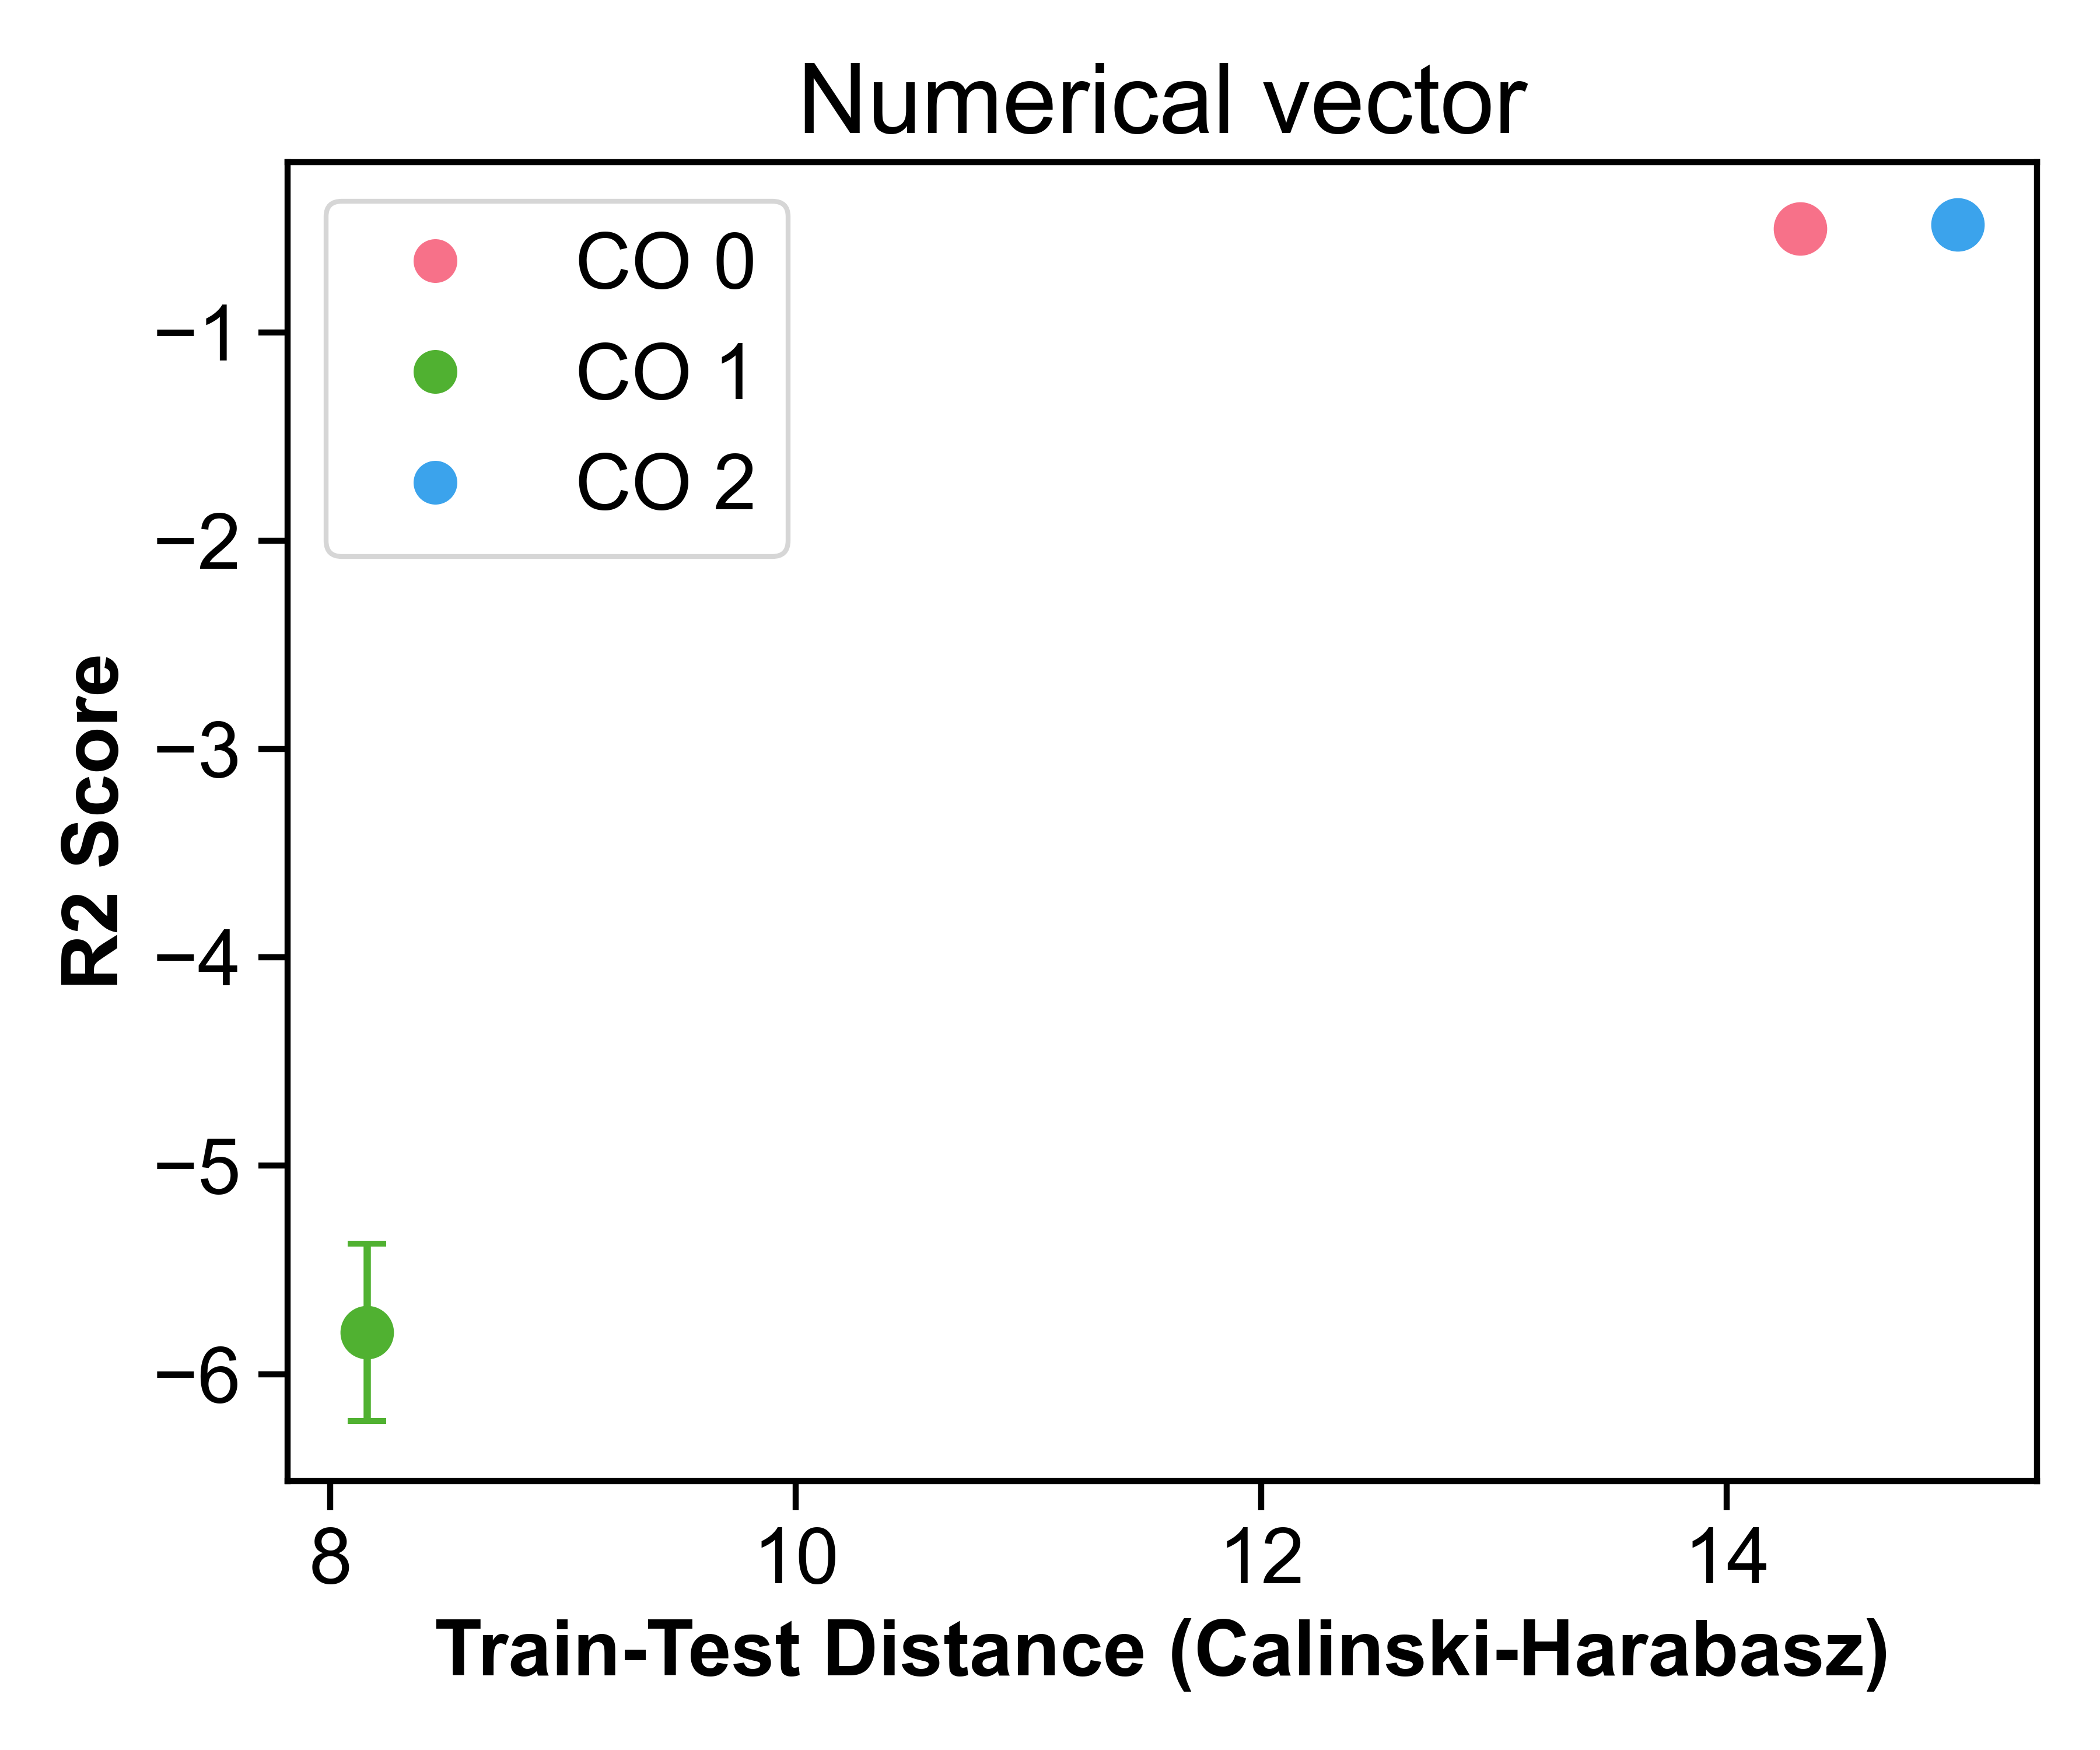 Numerical vector
CO 0
CO 1
CO 2
−1
−2
−3
−4
−5
−6
R2 Score
8 10 12 14
Train-Test Distance (Calinski-Harabasz)